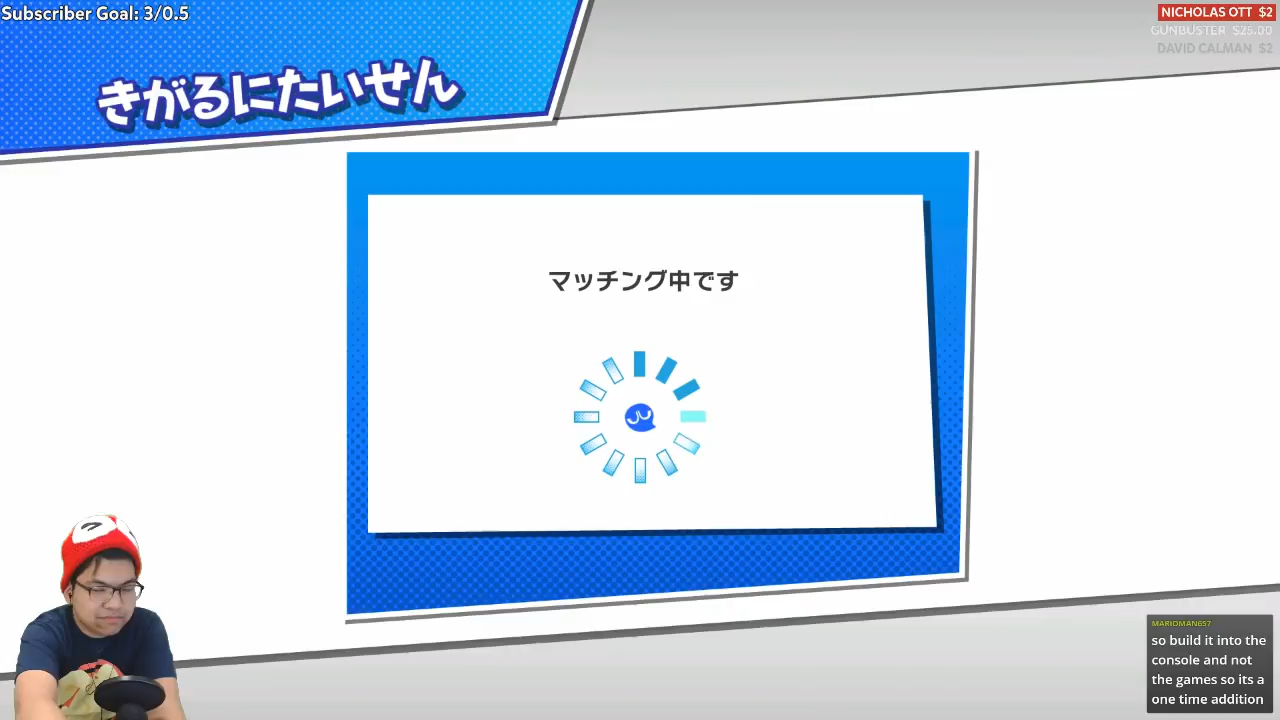 Subscriber Goal: 3/0.5
NICHOLAS OTT $2
GUNBUSTER $25.00
DAVID CALMAN $2
きがるにたいせん
マッチング中です
MARIOMAN657
so build it into the
console and not
the games so its a
one time addition